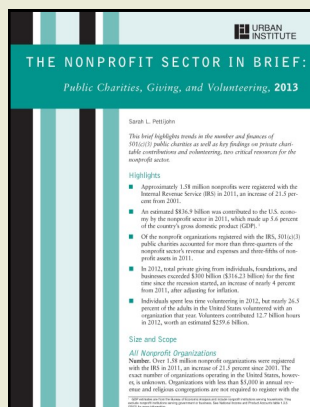 URBAN
INSTITUTE
THE NONPROFIT SECTOR IN BRIEF:
Public Charities, Giving, and Volunteering, 2013
Sarah L. Pettijohn
This brief highlights trends in the number and finances of
501(c)(3) public charities as well as key findings on private chari-
table contributions and volunteering, two critical resources for the
nonprofit sector.
Highlights
■ Approximately 1.58 million nonprofits were registered with the
Internal Revenue Service (IRS) in 2011, an increase of 21.5 per-
cent from 2001.
■ An estimated $836.9 billion was contributed to the U.S. econo-
my by the nonprofit sector in 2011, which made up 5.6 percent
of the country's gross domestic product (GDP).¹
■ Of the nonprofit organizations registered with the IRS, 501(c)(3)
public charities accounted for more than three-quarters of the
nonprofit sector's revenue and expenses and three-fifths of non-
profit assets in 2011.
■ In 2012, total private giving from individuals, foundations, and
businesses exceeded $300 billion ($316.23 billion) for the first
time since the recession started, an increase of nearly 4 percent
from 2011, after adjusting for inflation.
■ Individuals spent less time volunteering in 2012, but nearly 26.5
percent of the adults in the United States volunteered with an
organization that year. Volunteers contributed 12.7 billion hours
in 2012, worth an estimated $259.6 billion.
Size and Scope
All Nonprofit Organizations
Number. Over 1.58 million nonprofit organizations were registered
with the IRS in 2011, an increase of 21.5 percent since 2001. The
exact number of organizations operating in the United States, howev-
er, is unknown. Organizations with less than $5,000 in annual rev-
enue and religious congregations are not required to register with the